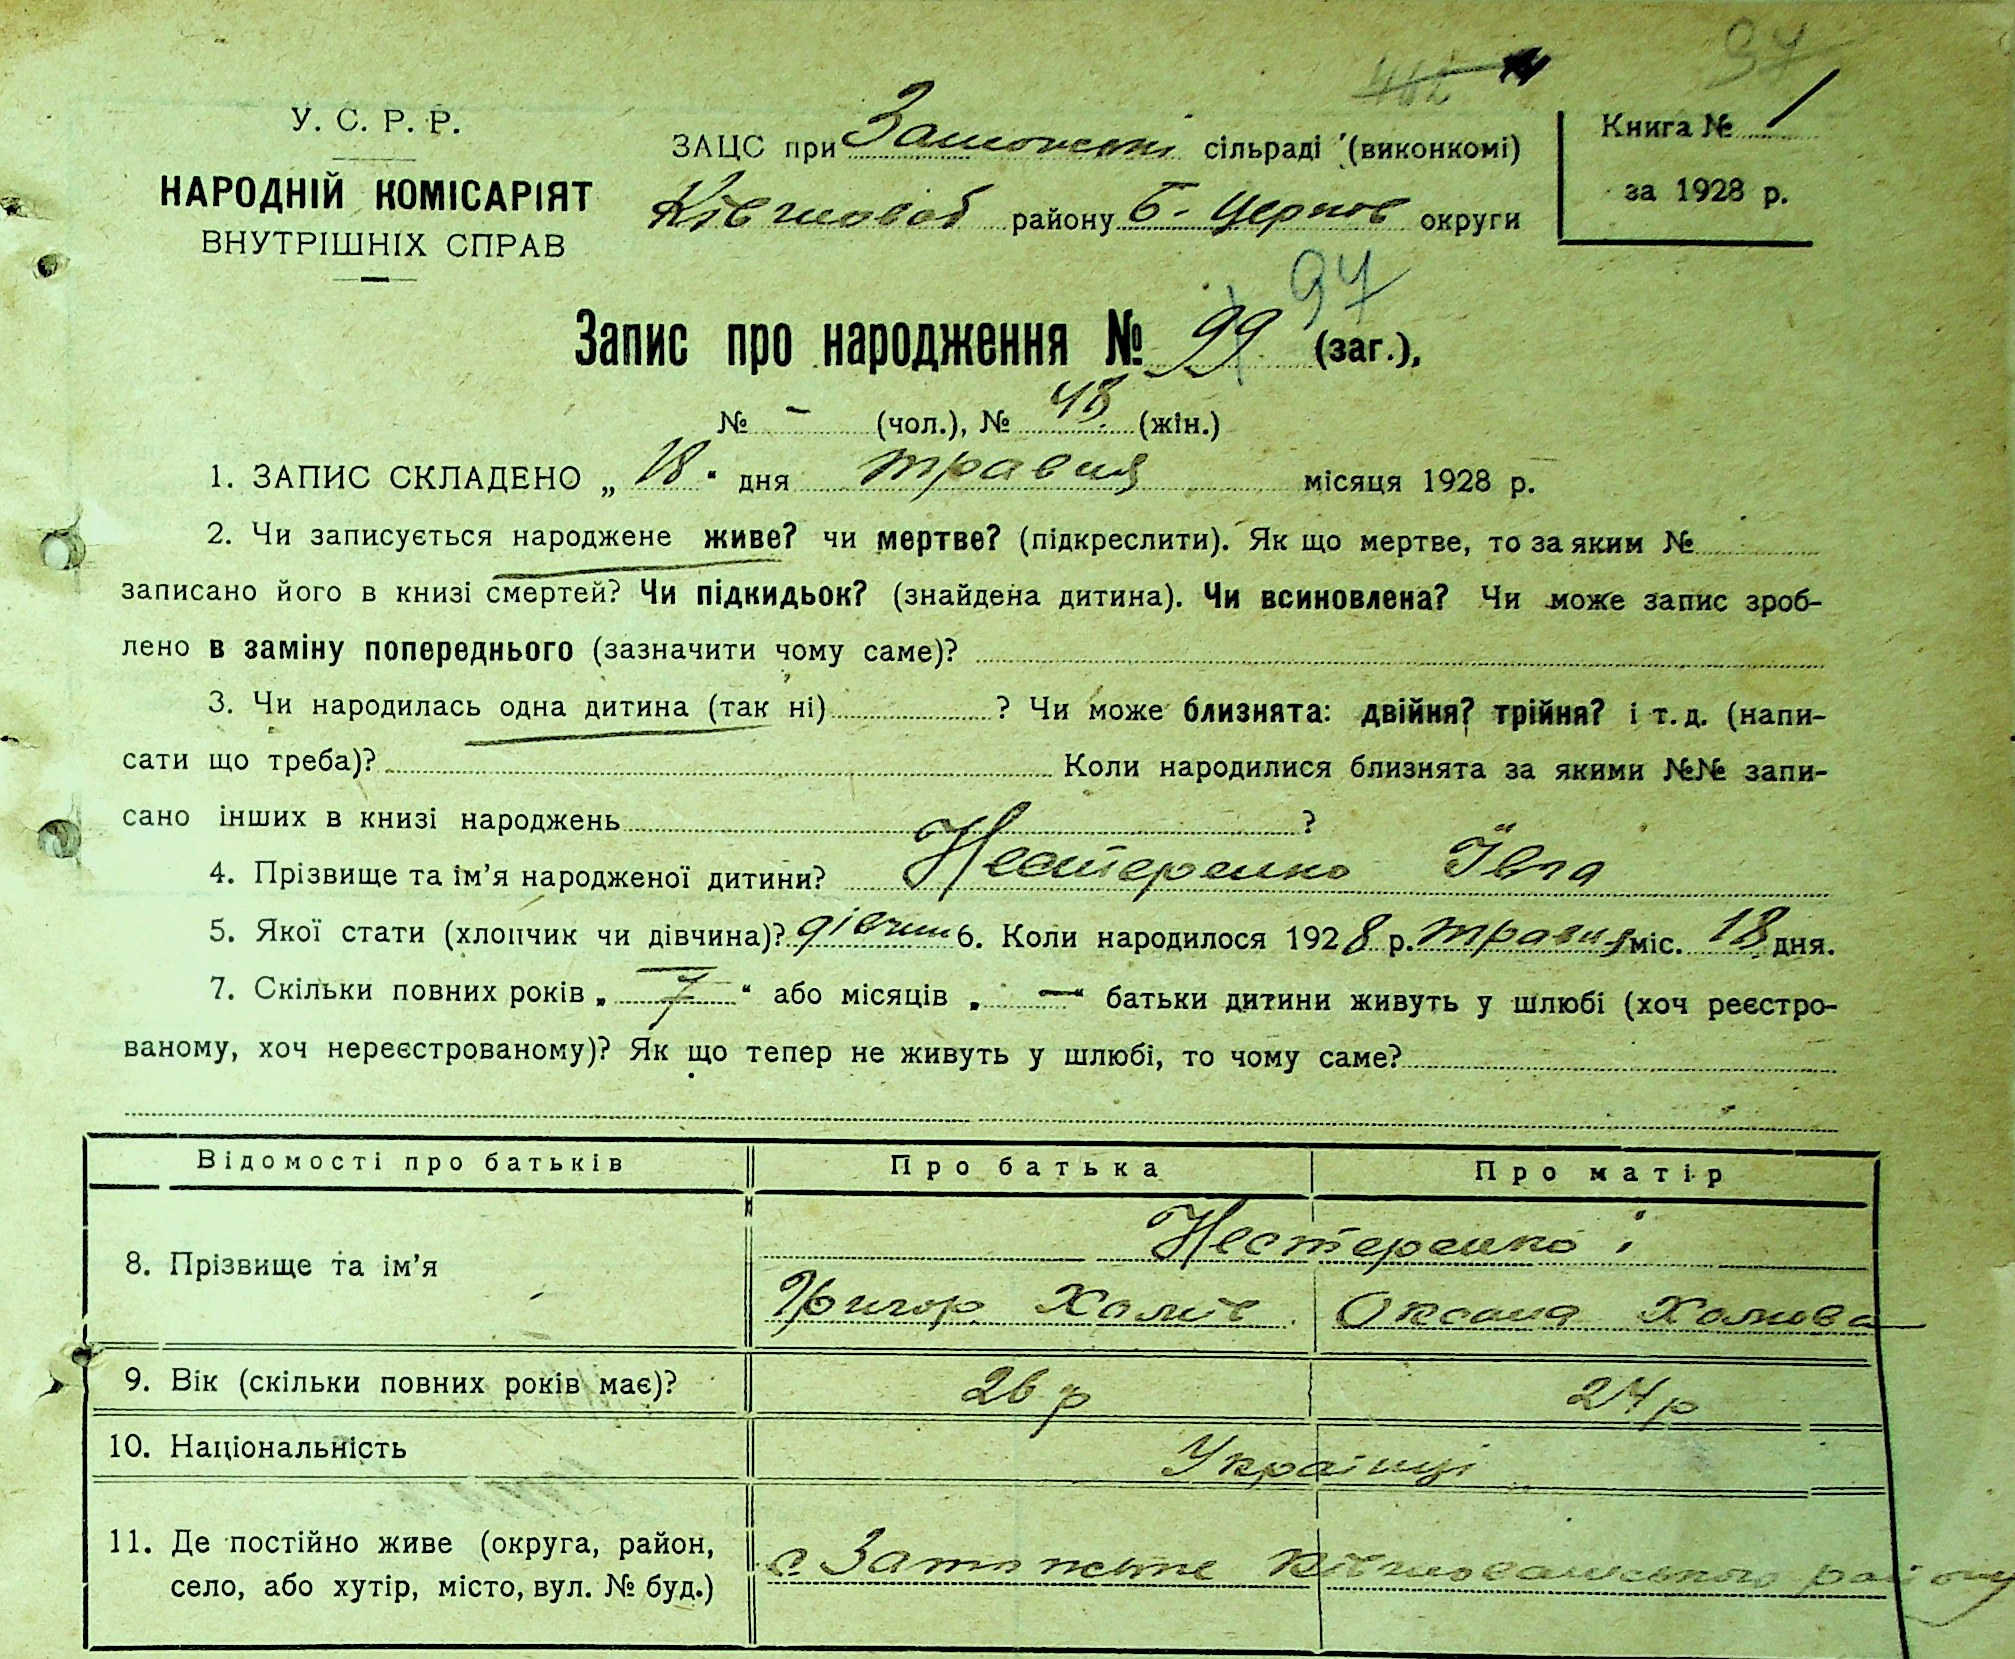 97
У. С. Р. Р.
НАРОДНІЙ КОМІСАРІЯТ
ВНУТРІШНІХ СПРАВ
ЗАЦС при сільраді (виконкомі)
району Б-Церков округи
Книга № 1
за 1928 р.
97
Запис про народження № 99 (заг.),
№ - (чол.), № 48. (жін.)
1. ЗАПИС СКЛАДЕНО „ 18 " дня травня місяця 1928 р.
2. Чи записується народжене живе? чи мертве? (підкреслити). Як що мертве, то за яким №
записано його в книзі смертей? Чи підкидьок? (знайдена дитина). Чи всиновлена? Чи може запис зроб-
лено в заміну попереднього (зазначити чому саме)?
3. Чи народилась одна дитина (так ні) ? Чи може близнята: двійня? трійня? і т. д. (напи-
сати що треба)? Коли народилися близнята за якими №№ запи-
сано інших в книзі народжень ?
4. Прізвище та ім'я народженої дитини? Нестеренко Ївга
5. Якої стати (хлопчик чи дівчина)? дівчин 6. Коли народилося 1928 р. травня міс. 18 дня.
7. Скільки повних років „ 7 " або місяців „ — " батьки дитини живуть у шлюбі (хоч реєстро-
ваному, хоч нереєстрованому)? Як що тепер не живуть у шлюбі, то чому саме?
Відомості про батьків Про батька Про матір
8. Прізвище та ім'я Нестеренко і
Григор Оксана
9. Вік (скільки повних років має)? 26 р 24 р
10. Національність Українці
11. Де постійно живе (округа, район,
село, або хутір, місто, вул. № буд.) с. району